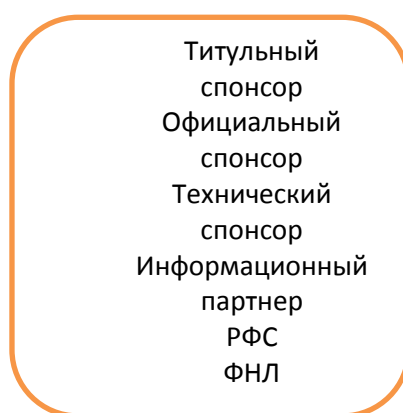 Титульный
спонсор
Официальный
спонсор
Технический
спонсор
Информационный
партнер
РФС
ФНЛ